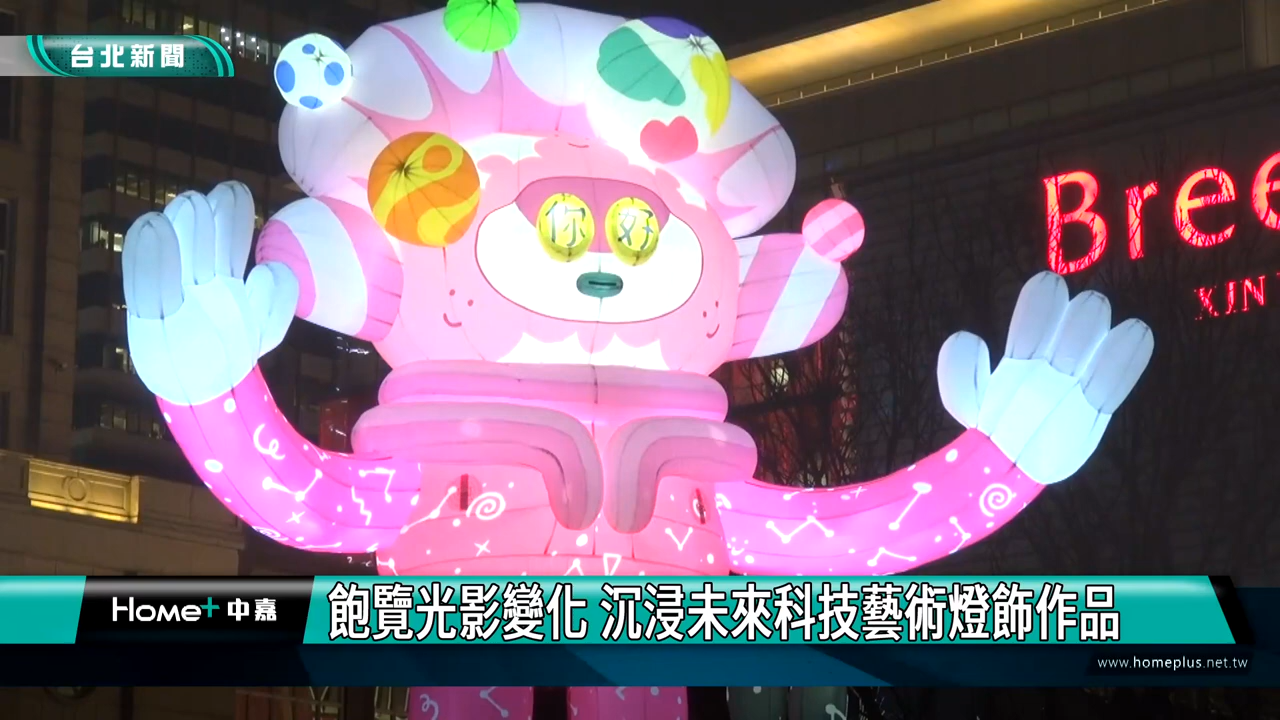 台北新聞
你好
Bree
XIN
Home+ 中嘉
飽覽光影變化 沉浸未來科技藝術燈飾作品
www.homeplus.net.tw